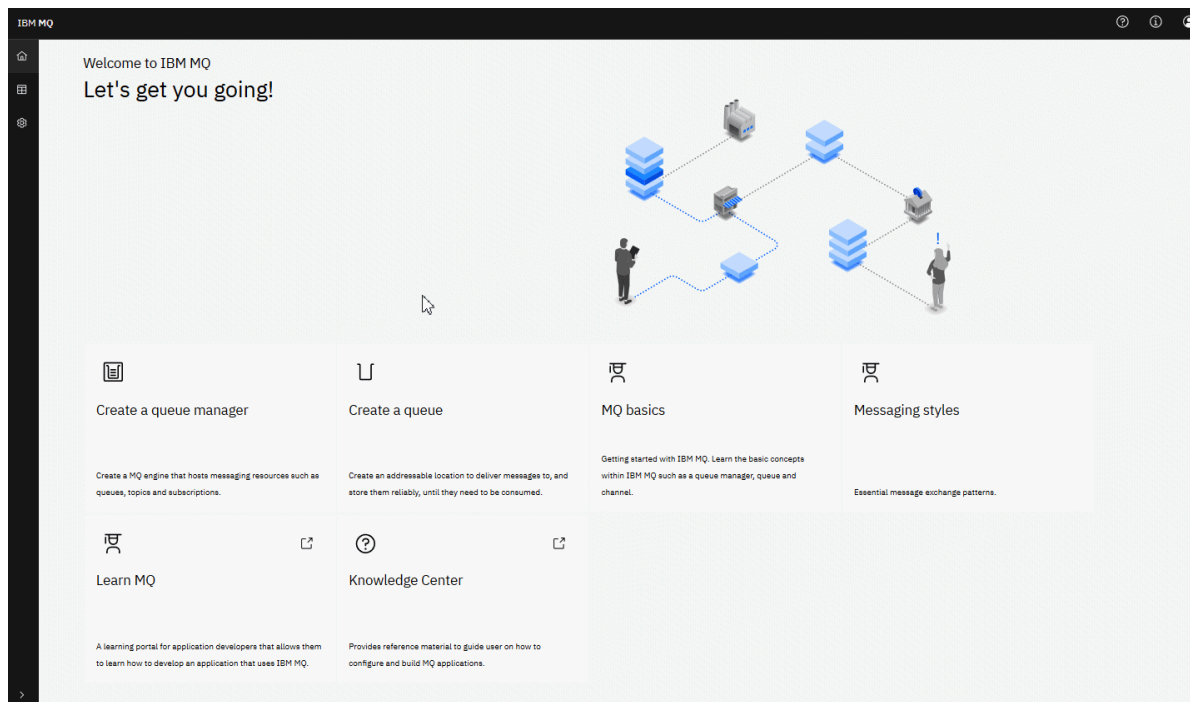 IBM MQ
Welcome to IBM MQ
Let's get you going!
!
Create a queue manager
Create a MQ engine that hosts messaging resources such as
queues, topics and subscriptions.
Create a queue
Create an addressable location to deliver messages to, and
store them reliably, until they need to be consumed.
MQ basics
Getting started with IBM MQ. Learn the basic concepts
within IBM MQ such as a queue manager, queue and
channel.
Messaging styles
Essential message exchange patterns.
Learn MQ
A learning portal for application developers that allows them
to learn how to develop an application that uses IBM MQ.
Knowledge Center
Provides reference material to guide user on how to
configure and build MQ applications.